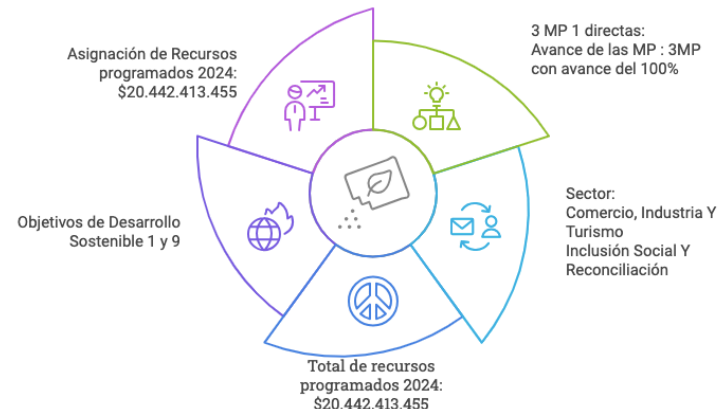 Asignación de Recursos
programados 2024:
$20.442.413.455
3 MP 1 directas:
Avance de las MP : 3MP
con avance del 100%
Objetivos de Desarrollo
Sostenible 1 y 9
Sector:
Comercio, Industria Y
Turismo
Inclusión Social Y
Reconciliación
Total de recursos
programados 2024:
$20.442.413.455